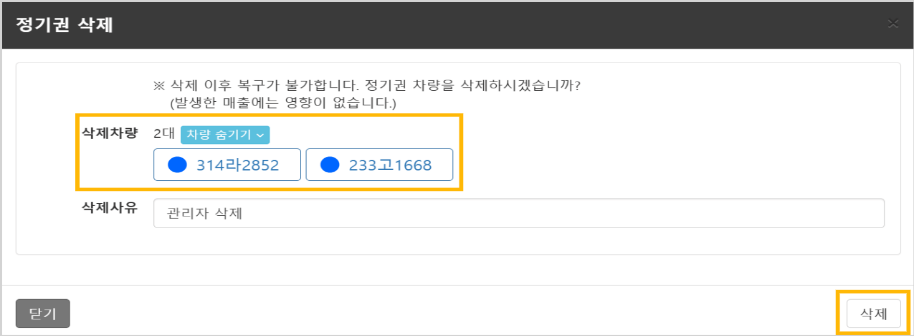 정기권 삭제
×
※ 삭제 이후 복구가 불가합니다. 정기권 차량을 삭제하시겠습니까?
(발생한 매출에는 영향이 없습니다.)
삭제차량 2대 차량 숨기기
314라2852 233고1668
삭제사유 관리자 삭제
닫기 삭제